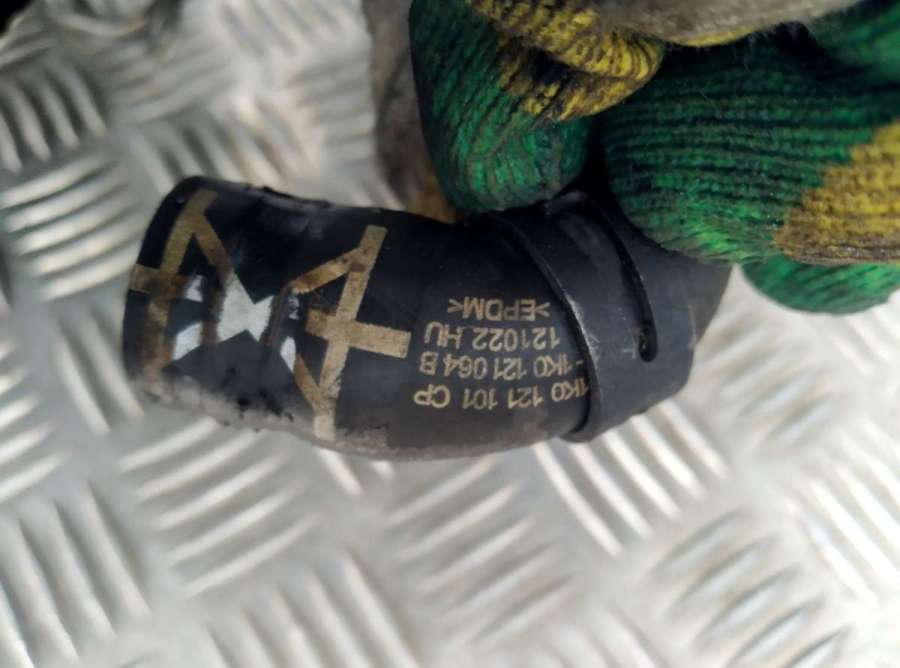 1K0 121 101 CP
-1K0 121 064 B
121022 HU
>EPDM<